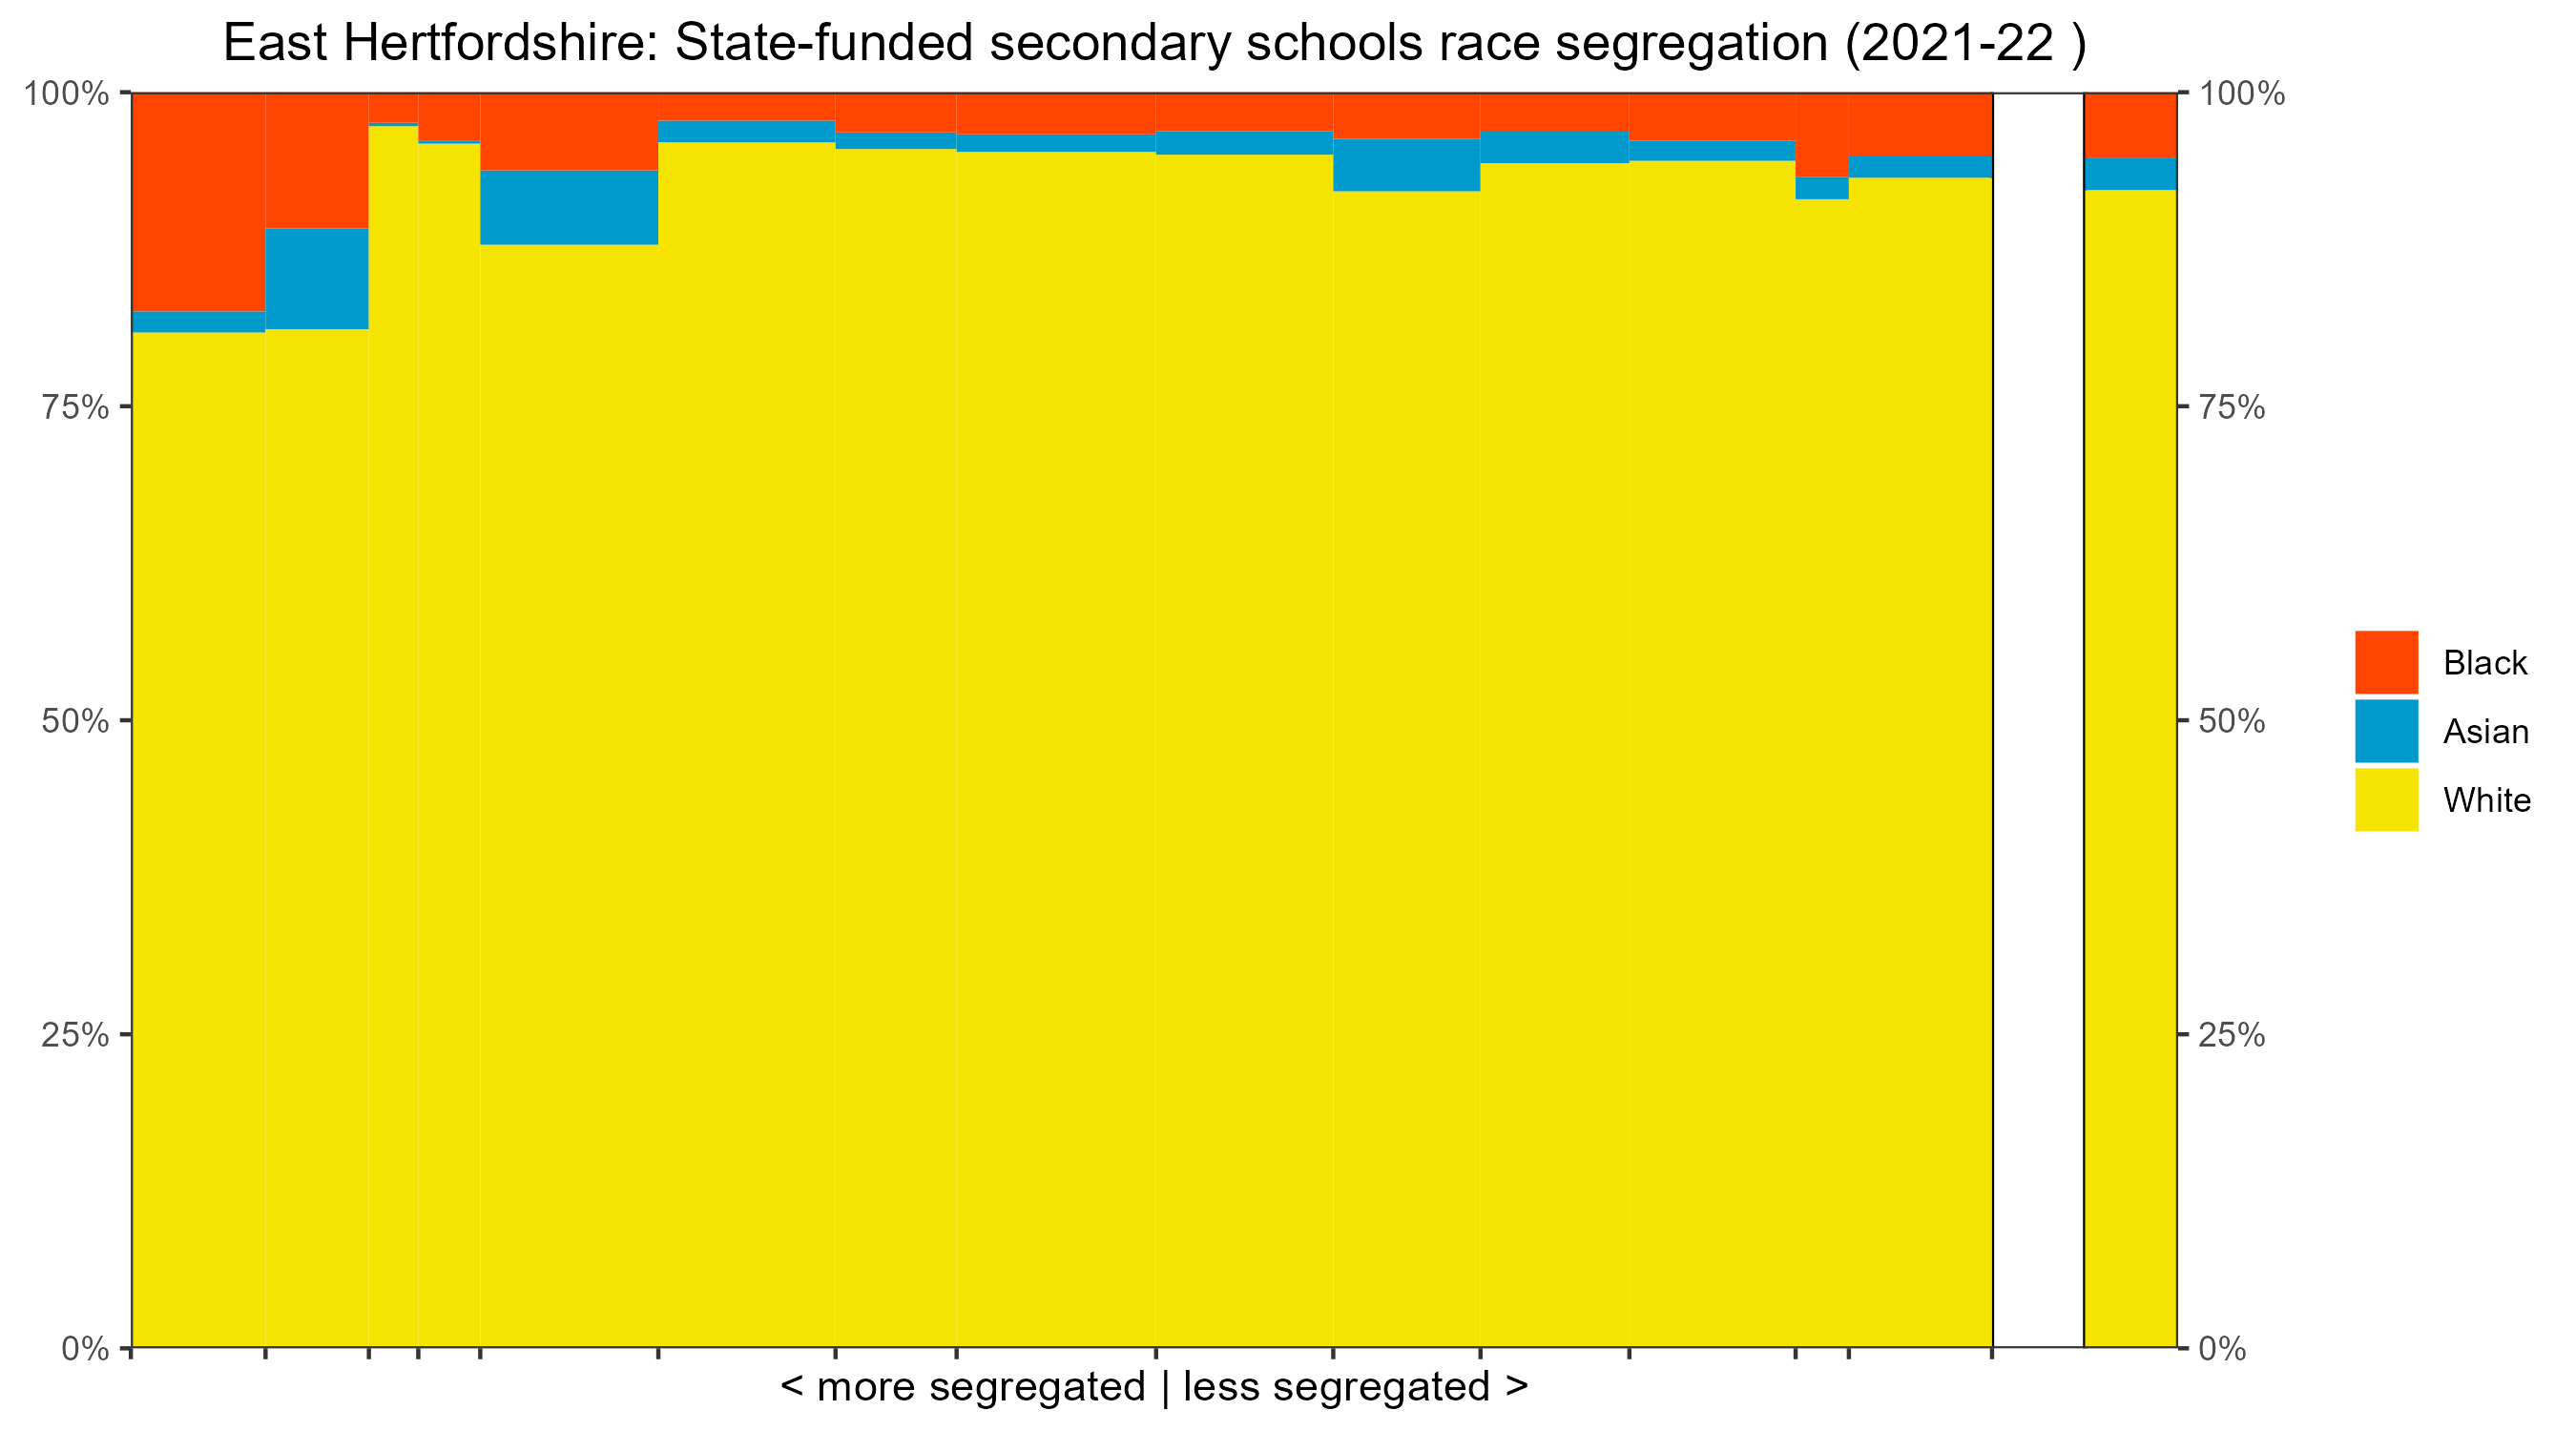 East Hertfordshire: State-funded secondary schools race segregation (2021-22 )
100%
75%
50%
25%
0%
100%
75%
50%
25%
0%
Black
Asian
White
< more segregated | less segregated >